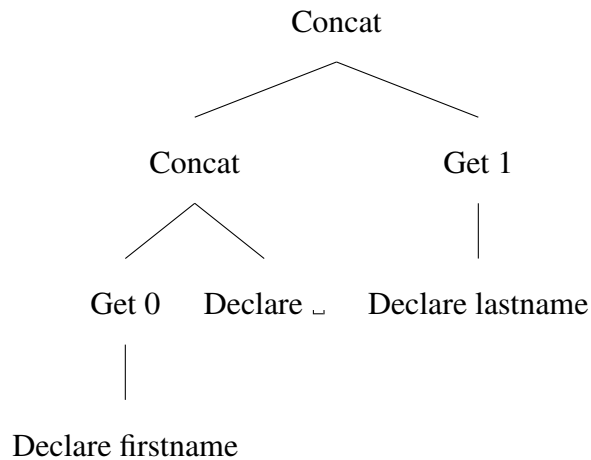 Concat
Concat Get 1
Get 0 Declare ␣ Declare lastname
Declare firstname